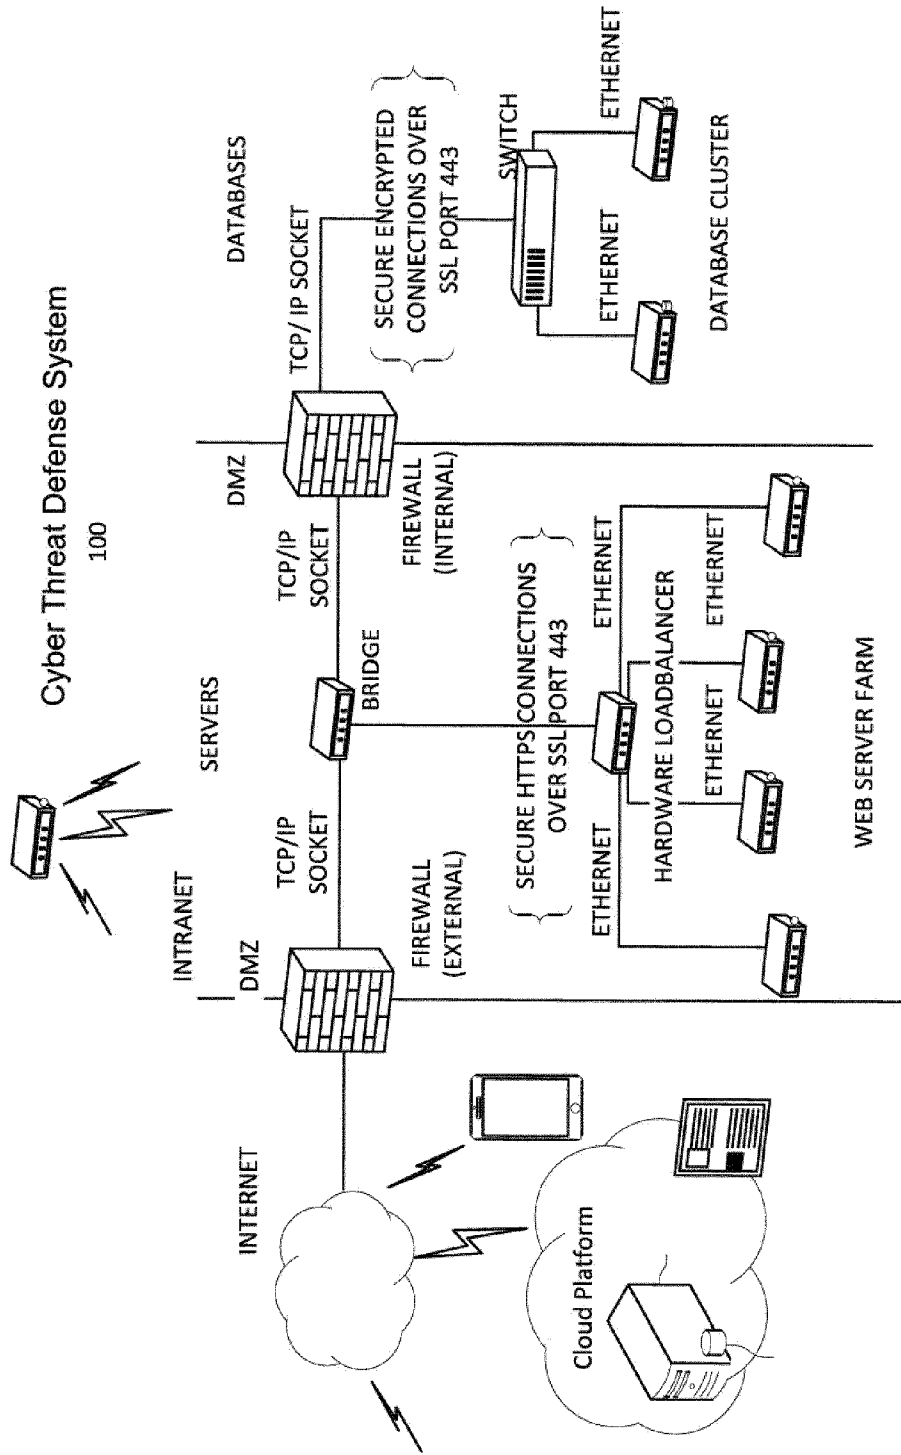 Cyber Threat Defense System
100
INTERNET
INTRANET
DMZ
SERVERS
DMZ
DATABASES
TCP/IP
SOCKET
TCP/IP
SOCKET
TCP/ IP SOCKET
BRIDGE
FIREWALL
(EXTERNAL)
FIREWALL
(INTERNAL)
SECURE ENCRYPTED
CONNECTIONS OVER
SSL PORT 443
SWITCH
ETHERNET
ETHERNET
DATABASE CLUSTER
SECURE HTTPS CONNECTIONS
OVER SSL PORT 443
ETHERNET
ETHERNET
HARDWARE LOADBALANCER
ETHERNET
ETHERNET
WEB SERVER FARM
Cloud Platform